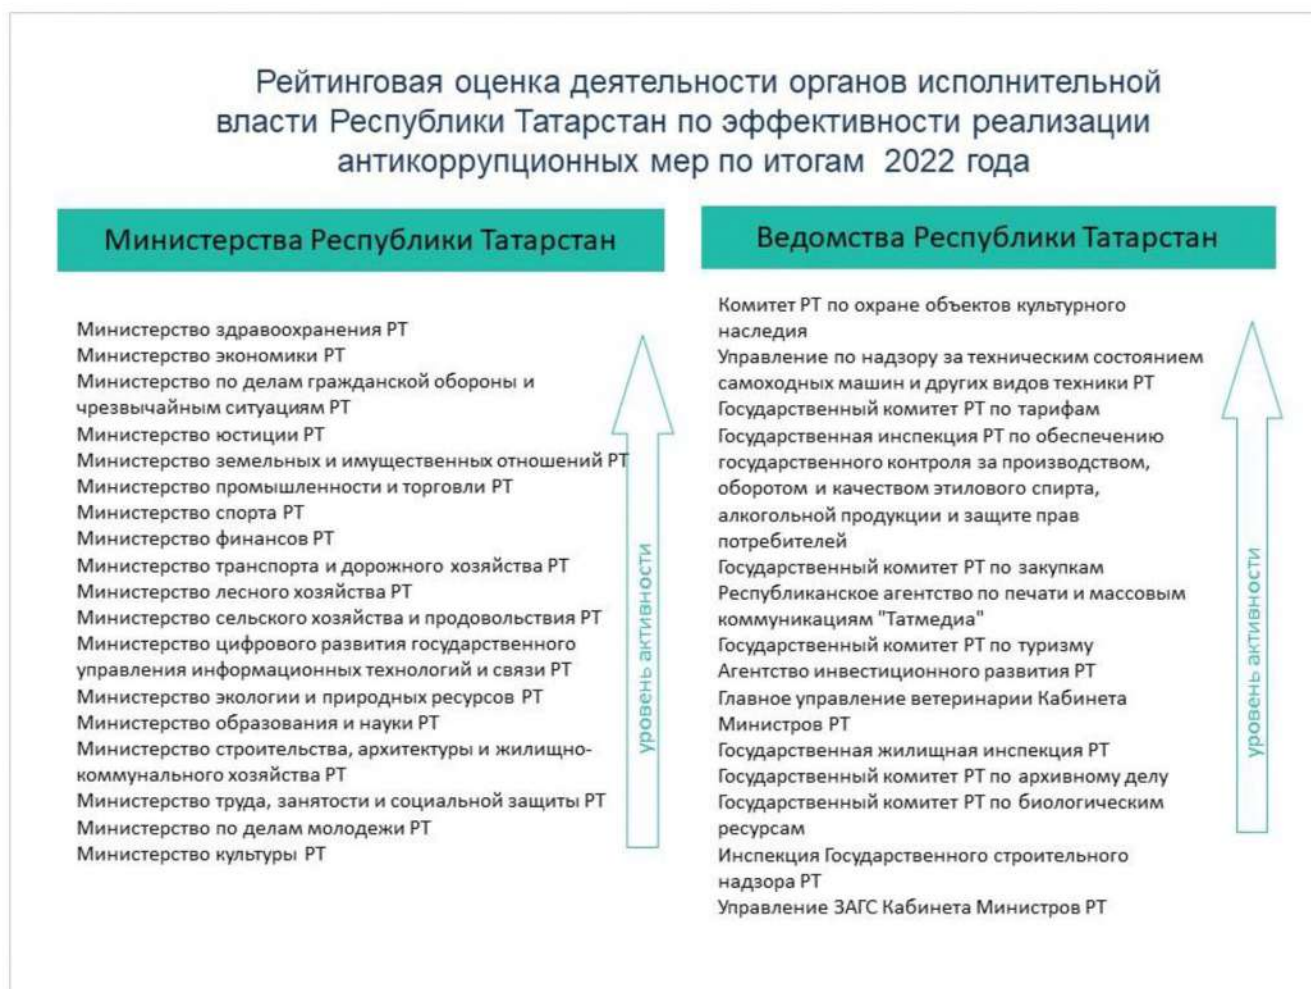 Рейтинговая оценка деятельности органов исполнительной
власти Республики Татарстан по эффективности реализации
антикоррупционных мер по итогам 2022 года
Министерства Республики Татарстан
Министерство здравоохранения РТ
Министерство экономики РТ
Министерство по делам гражданской обороны и
чрезвычайным ситуациям РТ
Министерство юстиции РТ
Министерство земельных и имущественных отношений РТ
Министерство промышленности и торговли РТ
Министерство спорта РТ
Министерство финансов РТ
Министерство транспорта и дорожного хозяйства РТ
Министерство лесного хозяйства РТ
Министерство сельского хозяйства и продовольствия РТ
Министерство цифрового развития государственного
управления информационных технологий и связи РТ
Министерство экологии и природных ресурсов РТ
Министерство образования и науки РТ
Министерство строительства, архитектуры и жилищно-
коммунального хозяйства РТ
Министерство труда, занятости и социальной защиты РТ
Министерство по делам молодежи РТ
Министерство культуры РТ
уровень активности
Ведомства Республики Татарстан
Комитет РТ по охране объектов культурного
наследия
Управление по надзору за техническим состоянием
самоходных машин и других видов техники РТ
Государственный комитет РТ по тарифам
Государственная инспекция РТ по обеспечению
государственного контроля за производством,
оборотом и качеством этилового спирта,
алкогольной продукции и защите прав
потребителей
Государственный комитет РТ по закупкам
Республиканское агентство по печати и массовым
коммуникациям "Татмедиа"
Государственный комитет РТ по туризму
Агентство инвестиционного развития РТ
Главное управление ветеринарии Кабинета
Министров РТ
Государственная жилищная инспекция РТ
Государственный комитет РТ по архивному делу
Государственный комитет РТ по биологическим
ресурсам
Инспекция Государственного строительного
надзора РТ
Управление ЗАГС Кабинета Министров РТ
уровень активности